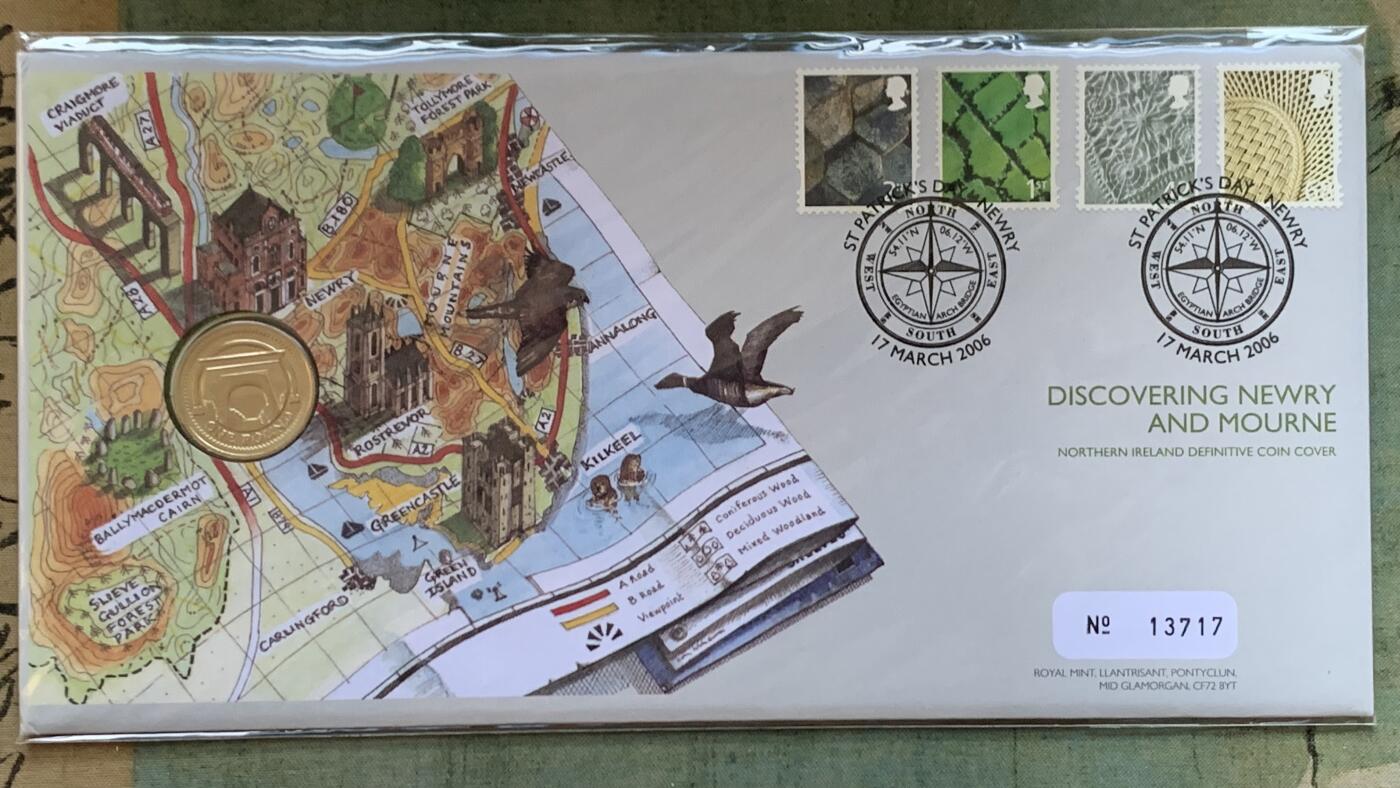 CRAIGMORE
VIADUCT
A27
TOLLYMORE
FOREST PARK
NEWCASTLE
B180
A28
NEWRY
MOURNE
MOUNTAINS
B27
ANNALONG
ONE POUND
ROSTREVOR
A2
A2
KILKEEL
BALLYMACDERMOT
CAIRN
A1
GREENCASTLE
GREEN
ISLAND
SLIEVE
GULLION
FOREST
PARK
CARLINGFORD
Coniferous Wood
Deciduous Wood
Mixed Woodland
A Road
B Road
Viewpoint
1ST
ST PATRICK'S DAY NEWRY
NORTH
54.11'N 06.12'W
WEST
EAST
EGYPTIAN ARCH BRIDGE
SOUTH
17 MARCH 2006
ST PATRICK'S DAY NEWRY
NORTH
54.11'N 06.12'W
WEST
EAST
EGYPTIAN ARCH BRIDGE
SOUTH
17 MARCH 2006
DISCOVERING NEWRY
AND MOURNE
NORTHERN IRELAND DEFINITIVE COIN COVER
Nº 13717
ROYAL MINT, LLANTRISANT, PONTYCLUN,
MID GLAMORGAN, CF72 8YT